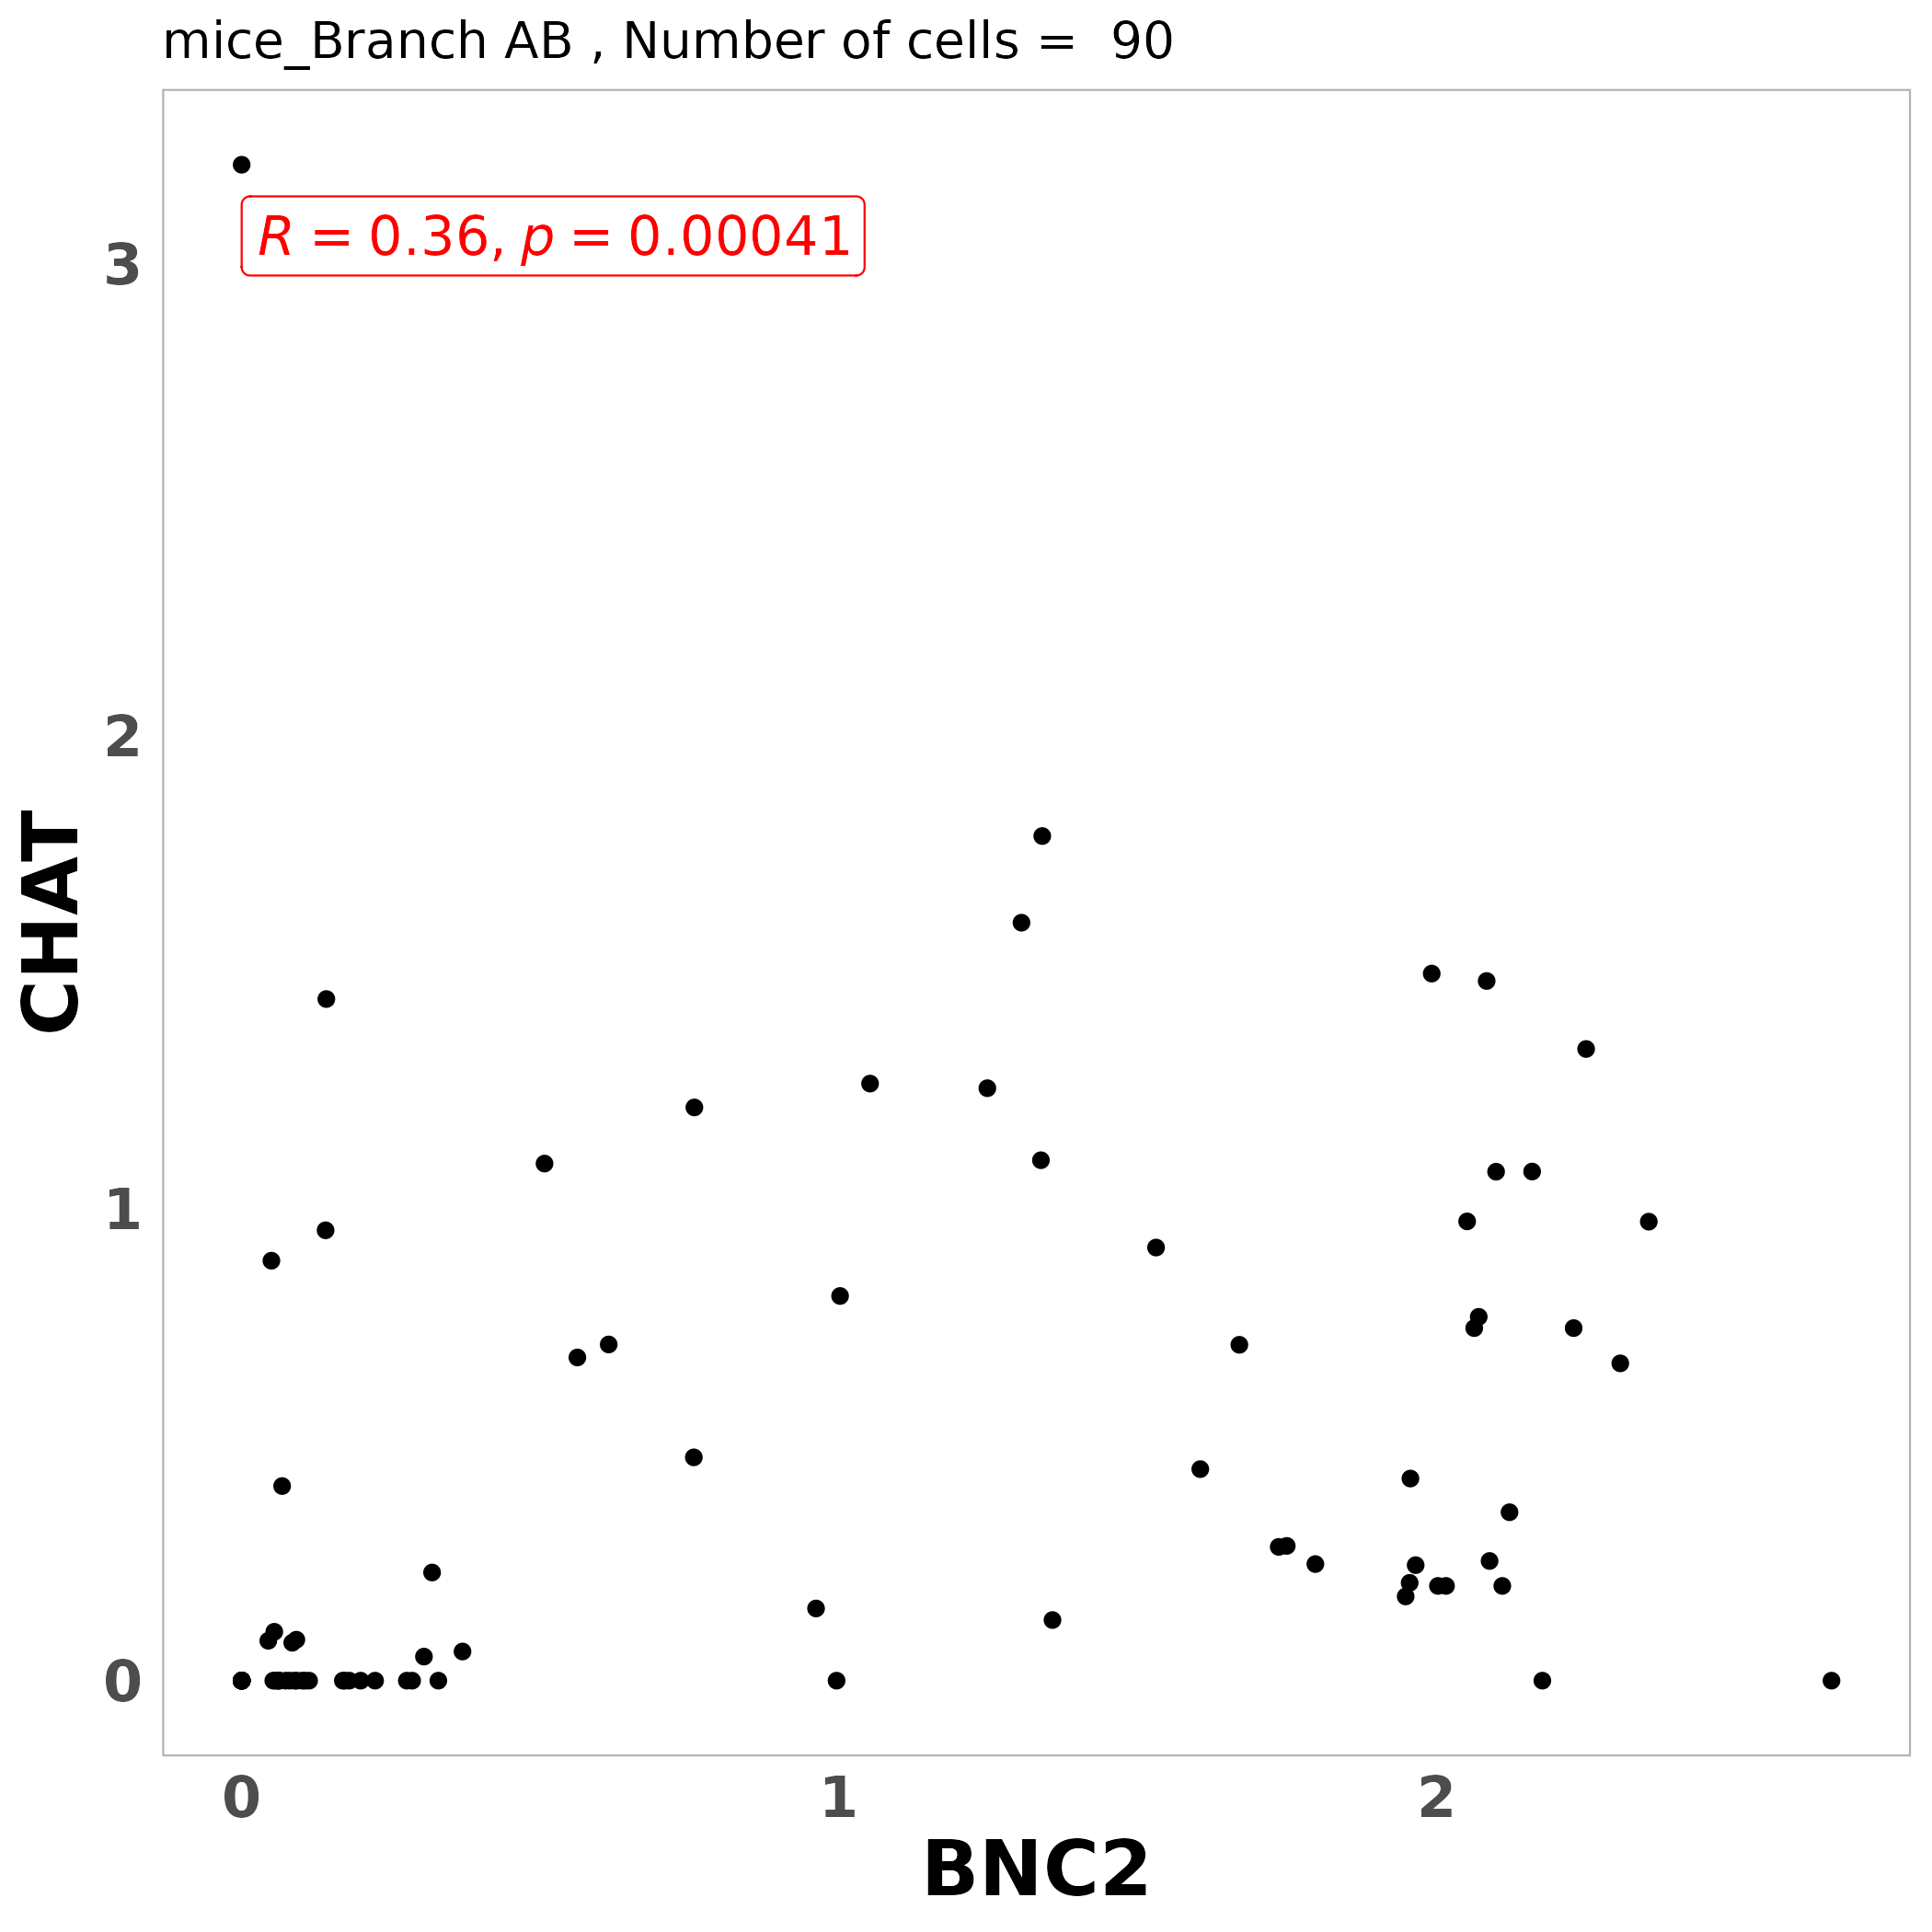 mice_Branch AB , Number of cells =  90
R = 0.36, p = 0.00041
3
2
1
0
CHAT
0 1 2
BNC2